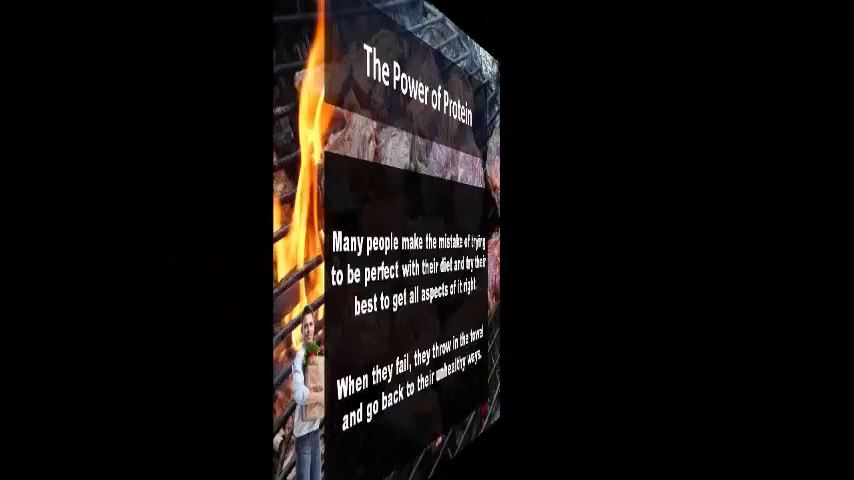 The Power of Protein
Many people make the mistake of trying
to be perfect with their diet and try their
best to get all aspects of it right.
When they fail, they throw in the towel
and go back to their unhealthy ways.